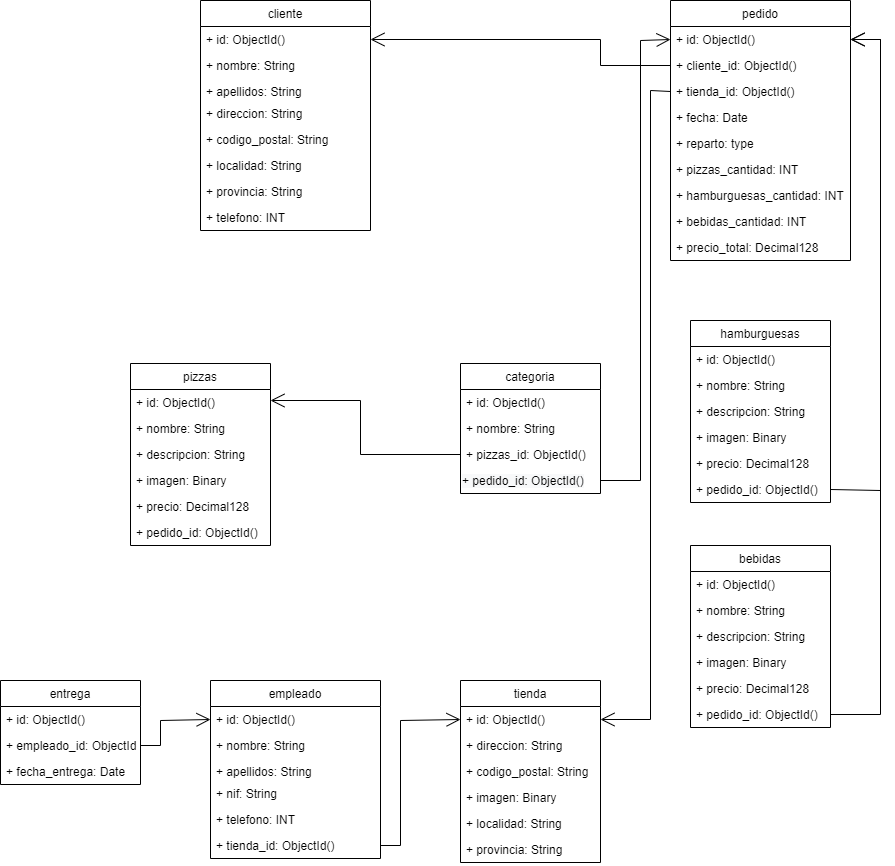 cliente
+ id: ObjectId()
+ nombre: String
+ apellidos: String
+ direccion: String
+ codigo_postal: String
+ localidad: String
+ provincia: String
+ telefono: INT
pedido
+ id: ObjectId()
+ cliente_id: ObjectId()
+ tienda_id: ObjectId()
+ fecha: Date
+ reparto: type
+ pizzas_cantidad: INT
+ hamburguesas_cantidad: INT
+ bebidas_cantidad: INT
+ precio_total: Decimal128
pizzas
+ id: ObjectId()
+ nombre: String
+ descripcion: String
+ imagen: Binary
+ precio: Decimal128
+ pedido_id: ObjectId()
categoria
+ id: ObjectId()
+ nombre: String
+ pizzas_id: ObjectId()
+ pedido_id: ObjectId()
hamburguesas
+ id: ObjectId()
+ nombre: String
+ descripcion: String
+ imagen: Binary
+ precio: Decimal128
+ pedido_id: ObjectId()
bebidas
+ id: ObjectId()
+ nombre: String
+ descripcion: String
+ imagen: Binary
+ precio: Decimal128
+ pedido_id: ObjectId()
entrega
+ id: ObjectId()
+ empleado_id: ObjectId
+ fecha_entrega: Date
empleado
+ id: ObjectId()
+ nombre: String
+ apellidos: String
+ nif: String
+ telefono: INT
+ tienda_id: ObjectId()
tienda
+ id: ObjectId()
+ direccion: String
+ codigo_postal: String
+ imagen: Binary
+ localidad: String
+ provincia: String